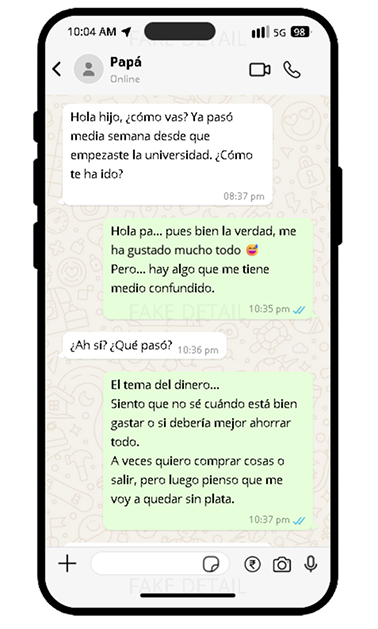 FAKE DETAIL
10:04 AM 5G 98
Papá
Online
Hola hijo, ¿cómo vas? Ya pasó
media semana desde que
empezaste la universidad. ¿Cómo
te ha ido?
08:37 pm
Hola pa... pues bien la verdad, me
ha gustado mucho todo 😅
Pero... hay algo que me tiene
medio confundido.
10:35 pm
FAKE DETAIL
¿Ah sí? ¿Qué pasó? 10:36 pm
El tema del dinero...
Siento que no sé cuándo está bien
gastar o si debería mejor ahorrar
todo.
A veces quiero comprar cosas o
salir, pero luego pienso que me
voy a quedar sin plata.
10:37 pm
FAKE DETAIL